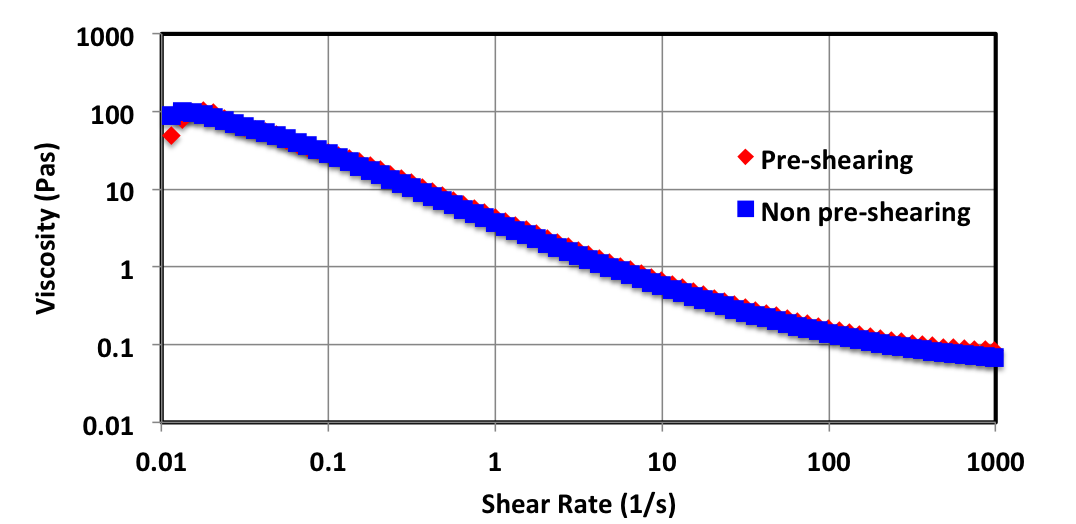 1000
100
10
1
0.1
0.01
Viscosity (Pas)
Pre-shearing
Non pre-shearing
0.01 0.1 1 10 100 1000
Shear Rate (1/s)